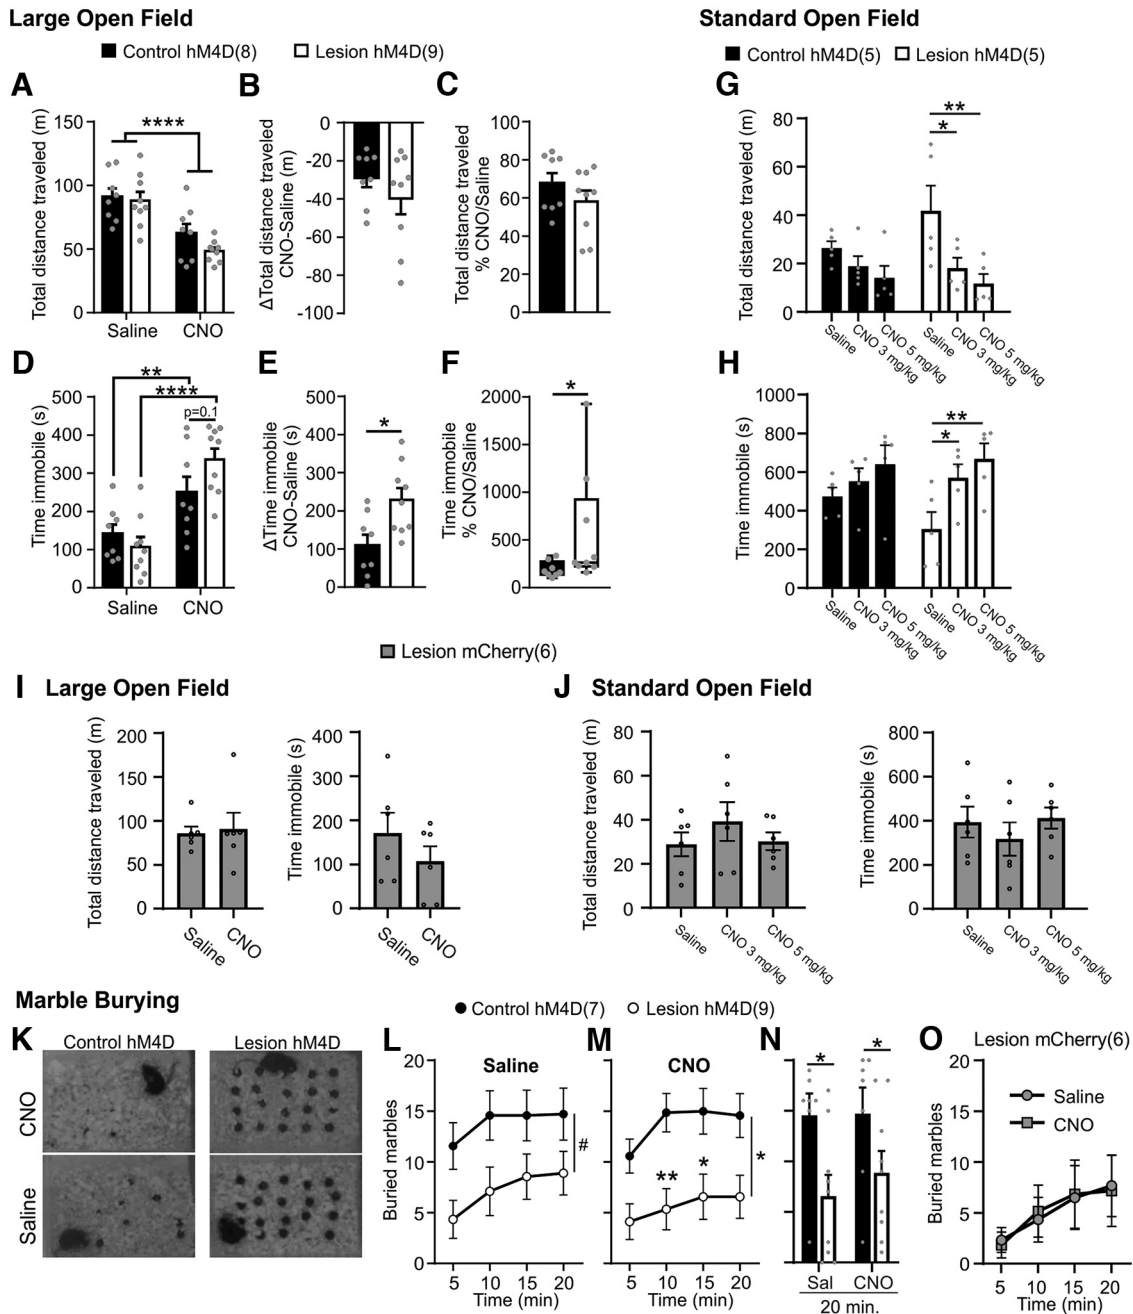 Large Open Field
Control hM4D(8) Lesion hM4D(9)
Standard Open Field
Control hM4D(5) Lesion hM4D(5)
A
Total distance traveled (m)
150
100
50
0
****
Saline CNO
B
ΔTotal distance traveled
CNO-Saline (m)
0
-20
-40
-60
-80
-100
C
Total distance traveled
% CNO/Saline
100
80
60
40
20
0
G
Total distance traveled (m)
80
60
40
20
0
**
*
Saline
CNO 3 mg/kg
CNO 5 mg/kg
Saline
CNO 3 mg/kg
CNO 5 mg/kg
D
Time immobile (s)
500
400
300
200
100
0
**
****
p=0.1
Saline CNO
E
ΔTime immobile
CNO-Saline (s)
500
400
300
200
100
0
*
F
Time immobile
% CNO/Saline
2000
1500
1000
500
0
*
H
Time immobile (s)
1000
800
600
400
200
0
**
*
Saline
CNO 3 mg/kg
CNO 5 mg/kg
Saline
CNO 3 mg/kg
CNO 5 mg/kg
Lesion mCherry(6)
I Large Open Field
Total distance traveled (m)
200
150
100
50
0
Saline
CNO
Time immobile (s)
400
300
200
100
0
Saline
CNO
J Standard Open Field
Total distance traveled (m)
80
60
40
20
0
Saline
CNO 3 mg/kg
CNO 5 mg/kg
Time immobile (s)
800
600
400
200
0
Saline
CNO 3 mg/kg
CNO 5 mg/kg
Marble Burying
Control hM4D(7) Lesion hM4D(9)
K
Control hM4D Lesion hM4D
CNO
Saline
L
Saline
Buried marbles
20
15
10
5
0
#
5 10 15 20
Time (min)
M
CNO
20
15
10
5
0
**
*
*
5 10 15 20
Time (min)
N
*
*
Sal CNO
20 min.
O Lesion mCherry(6)
Buried marbles
20
15
10
5
0
Saline
CNO
5 10 15 20
Time (min)